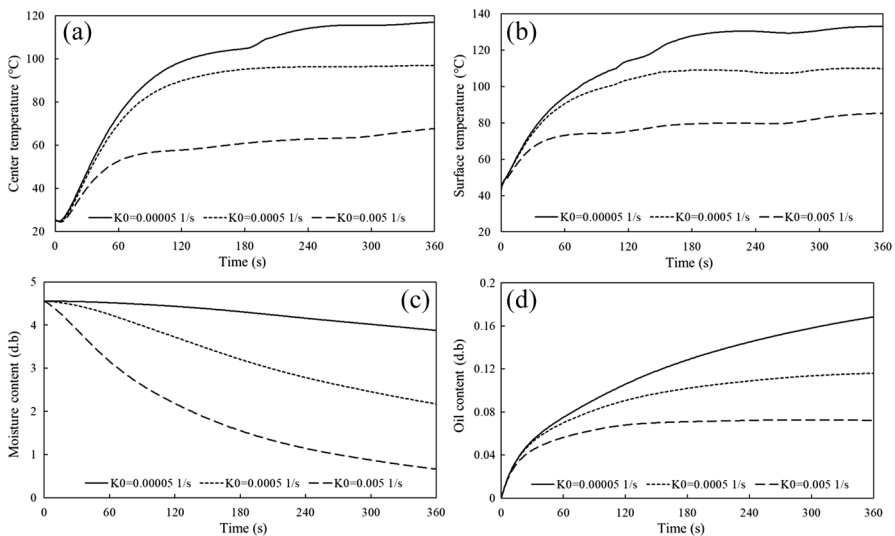 (a)
Center temperature (°C)
120
100
80
60
40
20
K0=0.00005 1/s K0=0.0005 1/s K0=0.005 1/s
0 60 120 180 240 300 360
Time (s)
(b)
Surface temperature (°C)
140
120
100
80
60
40
20
K0=0.00005 1/s K0=0.0005 1/s K0=0.005 1/s
0 60 120 180 240 300 360
Time (s)
(c)
Moisture content (d.b)
5
4
3
2
1
0
K0=0.00005 1/s K0=0.0005 1/s K0=0.005 1/s
0 60 120 180 240 300 360
Time (s)
(d)
Oil content (d.b)
0.2
0.16
0.12
0.08
0.04
0
K0=0.00005 1/s K0=0.0005 1/s K0=0.005 1/s
0 60 120 180 240 300 360
Time (s)